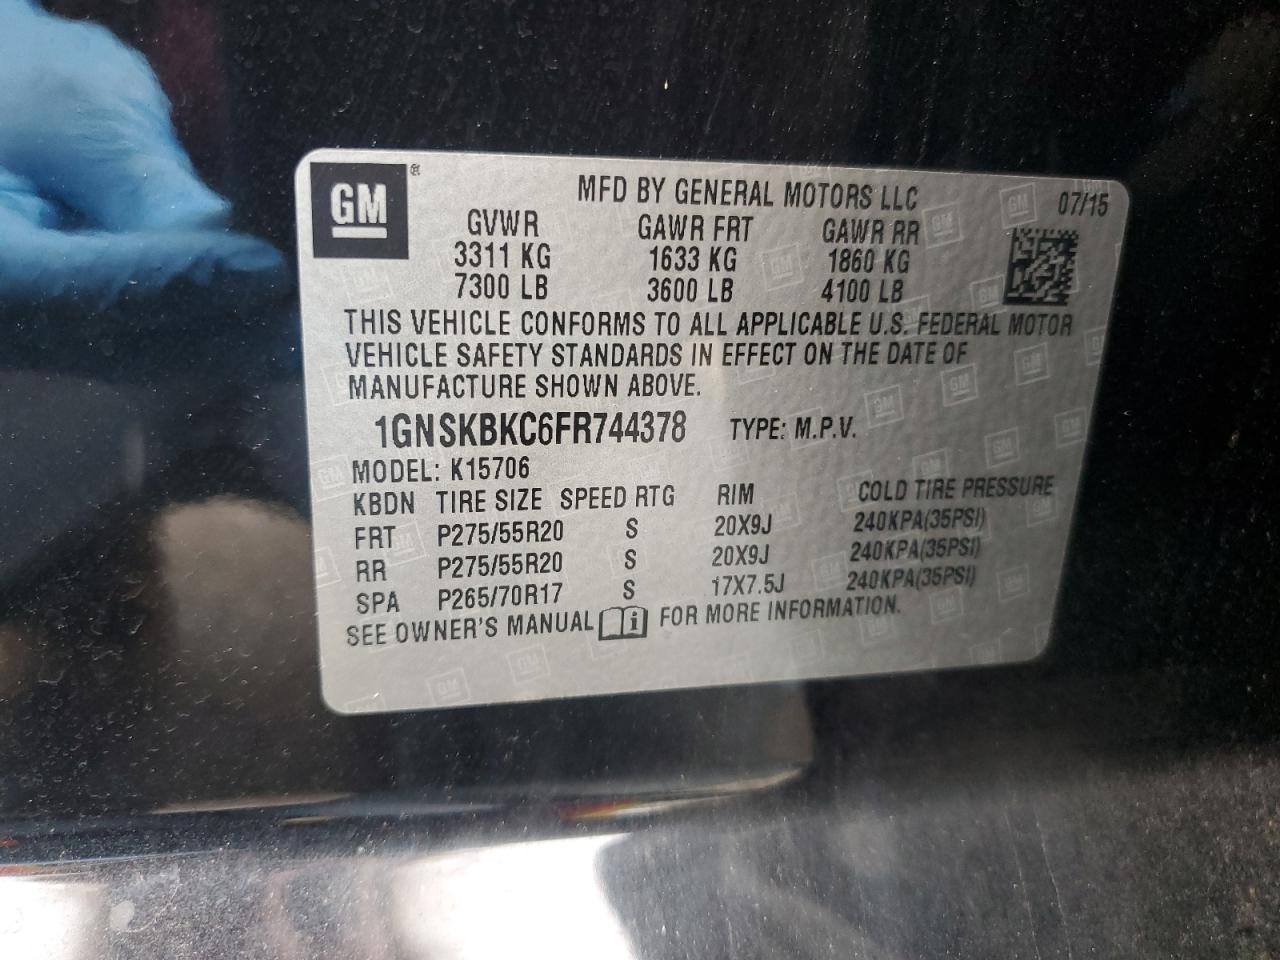 GM®
MFD BY GENERAL MOTORS LLC 07/15
GVWR GAWR FRT GAWR RR
3311 KG 1633 KG 1860 KG
7300 LB 3600 LB 4100 LB
THIS VEHICLE CONFORMS TO ALL APPLICABLE U.S. FEDERAL MOTOR
VEHICLE SAFETY STANDARDS IN EFFECT ON THE DATE OF
MANUFACTURE SHOWN ABOVE.
1GNSKBKC6FR744378 TYPE: M.P.V.
MODEL: K15706
KBDN TIRE SIZE SPEED RTG RIM COLD TIRE PRESSURE
FRT P275/55R20 S 20X9J 240KPA(35PSI)
RR P275/55R20 S 20X9J 240KPA(35PSI)
SPA P265/70R17 S 17X7.5J 240KPA(35PSI)
SEE OWNER'S MANUAL i FOR MORE INFORMATION.